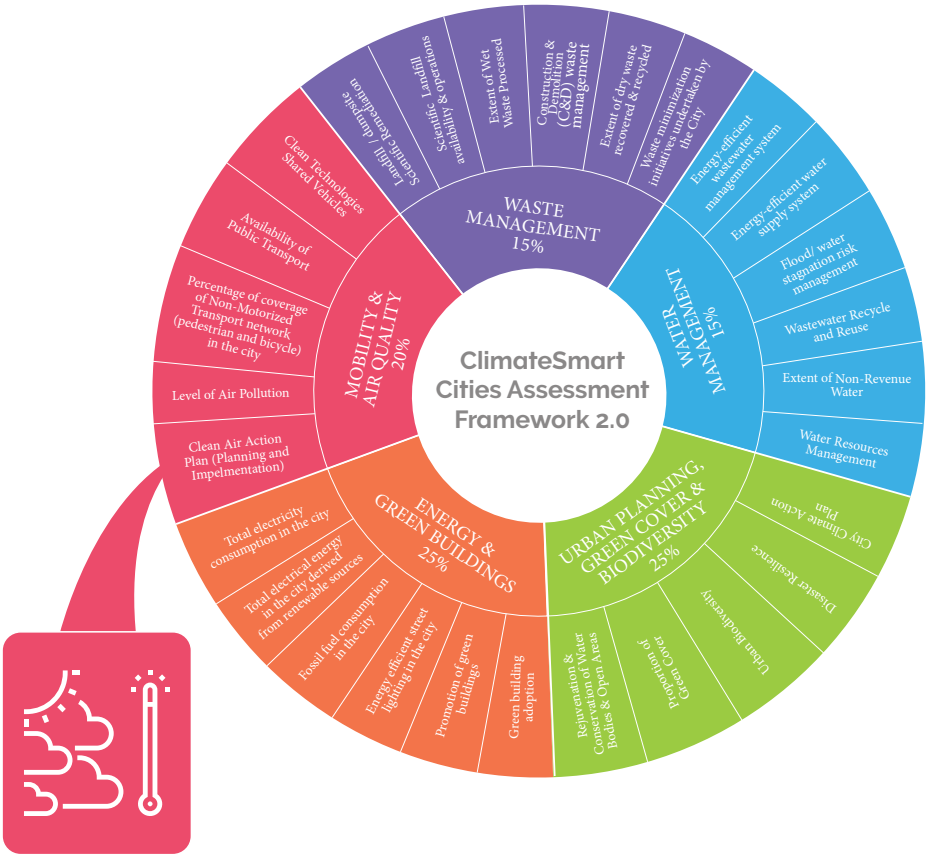 ClimateSmart
Cities Assessment
Framework 2.0
WASTE
MANAGEMENT
15%
Landfill / dumpsite
Scientific Remediation
Scientific Landfill
availability & operations
Extent of Wet
Waste Processed
Construction &
Demolition
(C&D) waste
management
Extent of dry waste
recovered & recycled
Waste minimization
initiatives undertaken by
the City
WATER
MANAGEMENT
15%
Energy-efficient
wastewater
management system
Energy-efficient water
supply system
Flood/ water
stagnation risk
management
Wastewater Recycle
and Reuse
Extent of Non-Revenue
Water
Water Resources
Management
URBAN PLANNING,
GREEN COVER &
BIODIVERSITY
25%
City Climate Action
Plan
Disaster Resilience
Urban Biodiversity
Proportion of
Green Cover
Rejuvenation &
Conservation of Water
Bodies & Open Areas
ENERGY &
GREEN BUILDINGS
25%
Green building
adoption
Promotion of green
buildings
Energy efficient street
lighting in the city
Fossil fuel consumption
in the city
Total electrical energy
in the city derived
from renewable sources
Total electricity
consumption in the city
MOBILITY &
AIR QUALITY
20%
Clean Air Action
Plan (Planning and
Impelmentation)
Level of Air Pollution
Percentage of coverage
of Non-Motorized
Transport network
(pedestrian and bicycle)
in the city
Availability of
Public Transport
Clean Technologies
Shared Vehicles